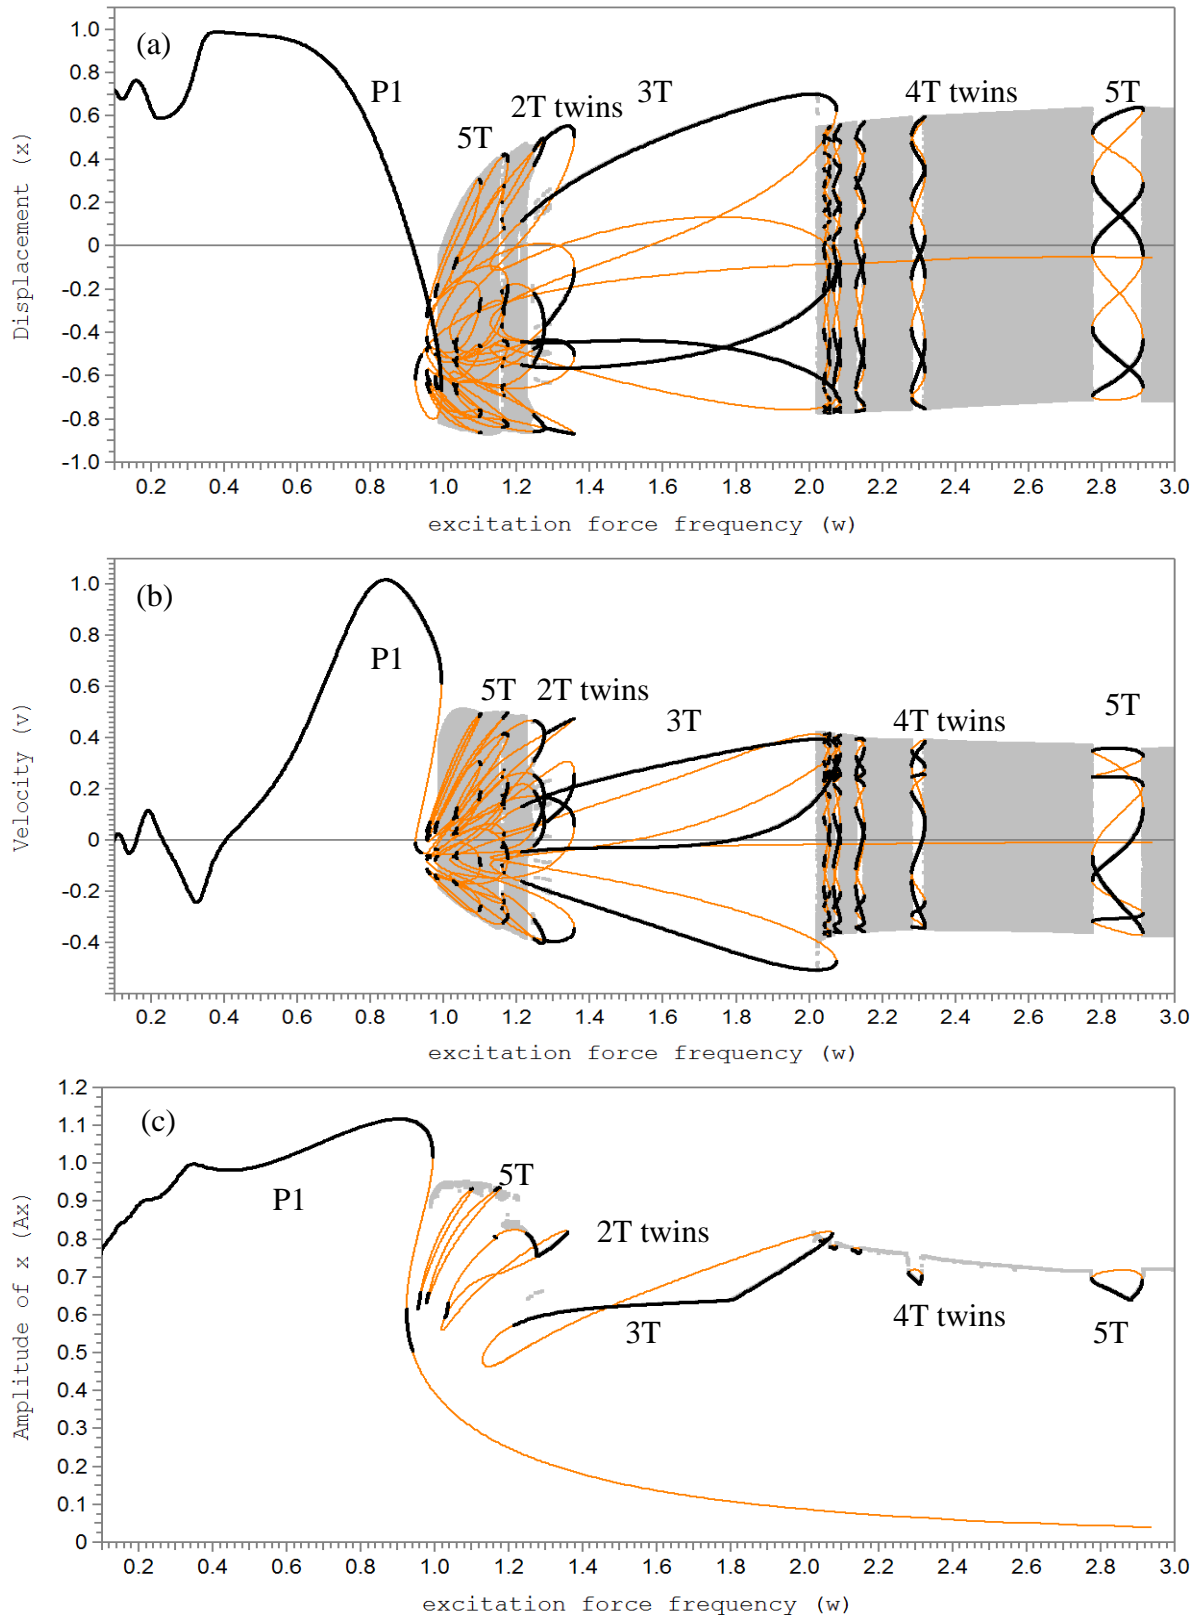 (a)
Displacement (x)
1.0
0.8
0.6
0.4
0.2
0
-0.2
-0.4
-0.6
-0.8
-1.0
P1
5T
2T twins
3T
4T twins
5T
0.2 0.4 0.6 0.8 1.0 1.2 1.4 1.6 1.8 2.0 2.2 2.4 2.6 2.8 3.0
excitation force frequency (w)
(b)
Velocity (v)
1.0
0.8
0.6
0.4
0.2
0
-0.2
-0.4
P1
5T
2T twins
3T
4T twins
5T
0.2 0.4 0.6 0.8 1.0 1.2 1.4 1.6 1.8 2.0 2.2 2.4 2.6 2.8 3.0
excitation force frequency (w)
(c)
Amplitude of x (Ax)
1.2
1.1
1.0
0.9
0.8
0.7
0.6
0.5
0.4
0.3
0.2
0.1
0
P1
5T
2T twins
3T
4T twins
5T
0.2 0.4 0.6 0.8 1.0 1.2 1.4 1.6 1.8 2.0 2.2 2.4 2.6 2.8 3.0
excitation force frequency (w)